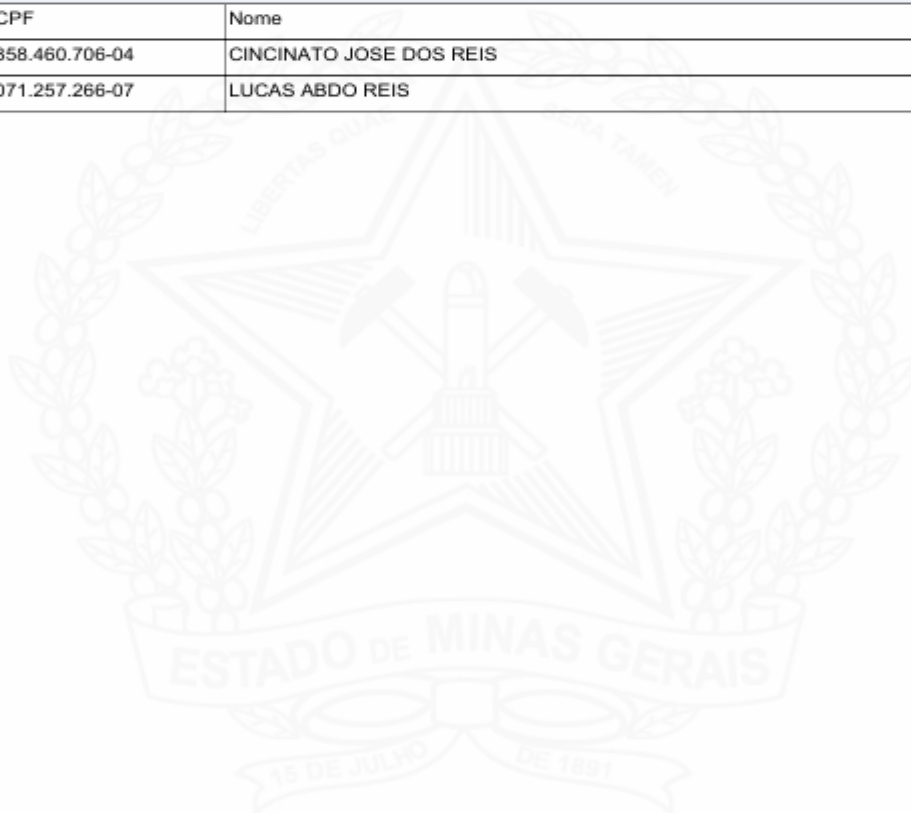 CPF Nome
358.460.706-04 CINCINATO JOSE DOS REIS
071.257.266-07 LUCAS ABDO REIS
LIBERTAS QUAE SERA TAMEN
ESTADO DE MINAS GERAIS
15 DE JULHO DE 1891